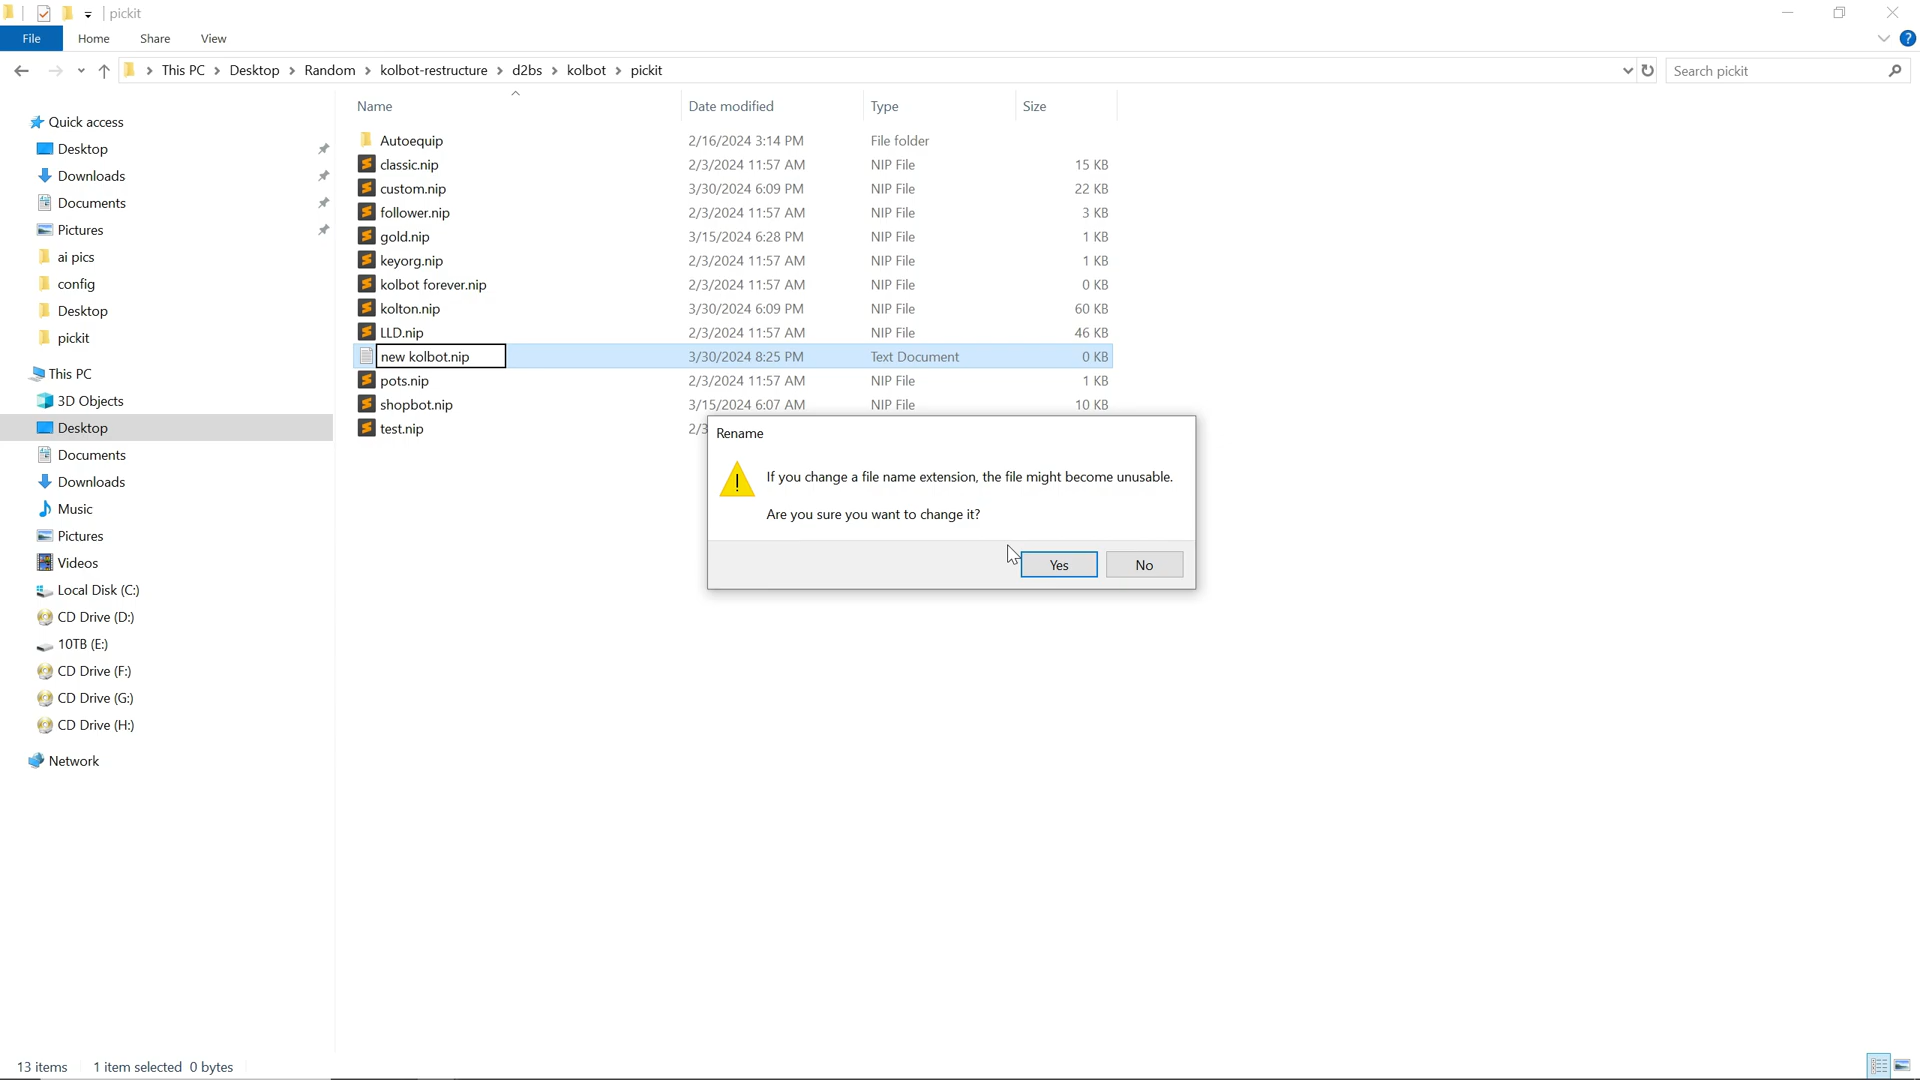 pickit
File Home Share View
This PC Desktop Random kolbot-restructure d2bs kolbot pickit Search pickit
Name Date modified Type Size
Quick access
Desktop
Downloads
Documents
Pictures
ai pics
config
Desktop
pickit
This PC
3D Objects
Desktop
Documents
Downloads
Music
Pictures
Videos
Local Disk (C:)
CD Drive (D:)
10TB (E:)
CD Drive (F:)
CD Drive (G:)
CD Drive (H:)
Network
Autoequip 2/16/2024 3:14 PM File folder
classic.nip 2/3/2024 11:57 AM NIP File 15 KB
custom.nip 3/30/2024 6:09 PM NIP File 22 KB
follower.nip 2/3/2024 11:57 AM NIP File 3 KB
gold.nip 3/15/2024 6:28 PM NIP File 1 KB
keyorg.nip 2/3/2024 11:57 AM NIP File 1 KB
kolbot forever.nip 2/3/2024 11:57 AM NIP File 0 KB
kolton.nip 3/30/2024 6:09 PM NIP File 60 KB
LLD.nip 2/3/2024 11:57 AM NIP File 46 KB
new kolbot.nip 3/30/2024 8:25 PM Text Document 0 KB
pots.nip 2/3/2024 11:57 AM NIP File 1 KB
shopbot.nip 3/15/2024 6:07 AM NIP File 10 KB
test.nip 2/3
Rename
If you change a file name extension, the file might become unusable.
Are you sure you want to change it?
Yes No
13 items 1 item selected 0 bytes